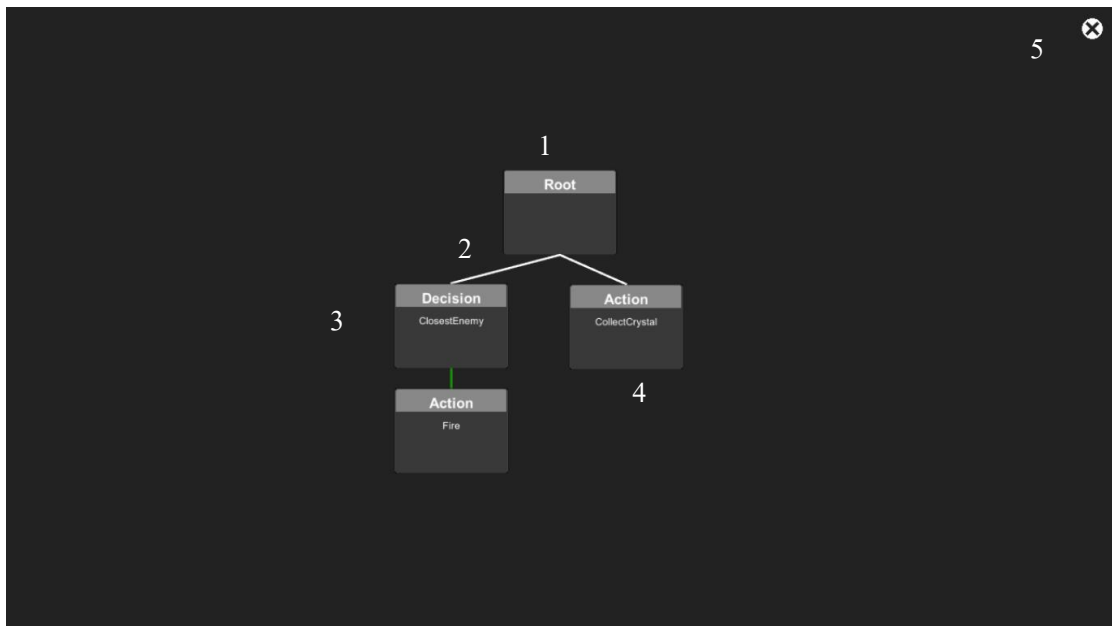 5
1
Root
2
Decision
ClosestEnemy
Action
CollectCrystal
3
4
Action
Fire